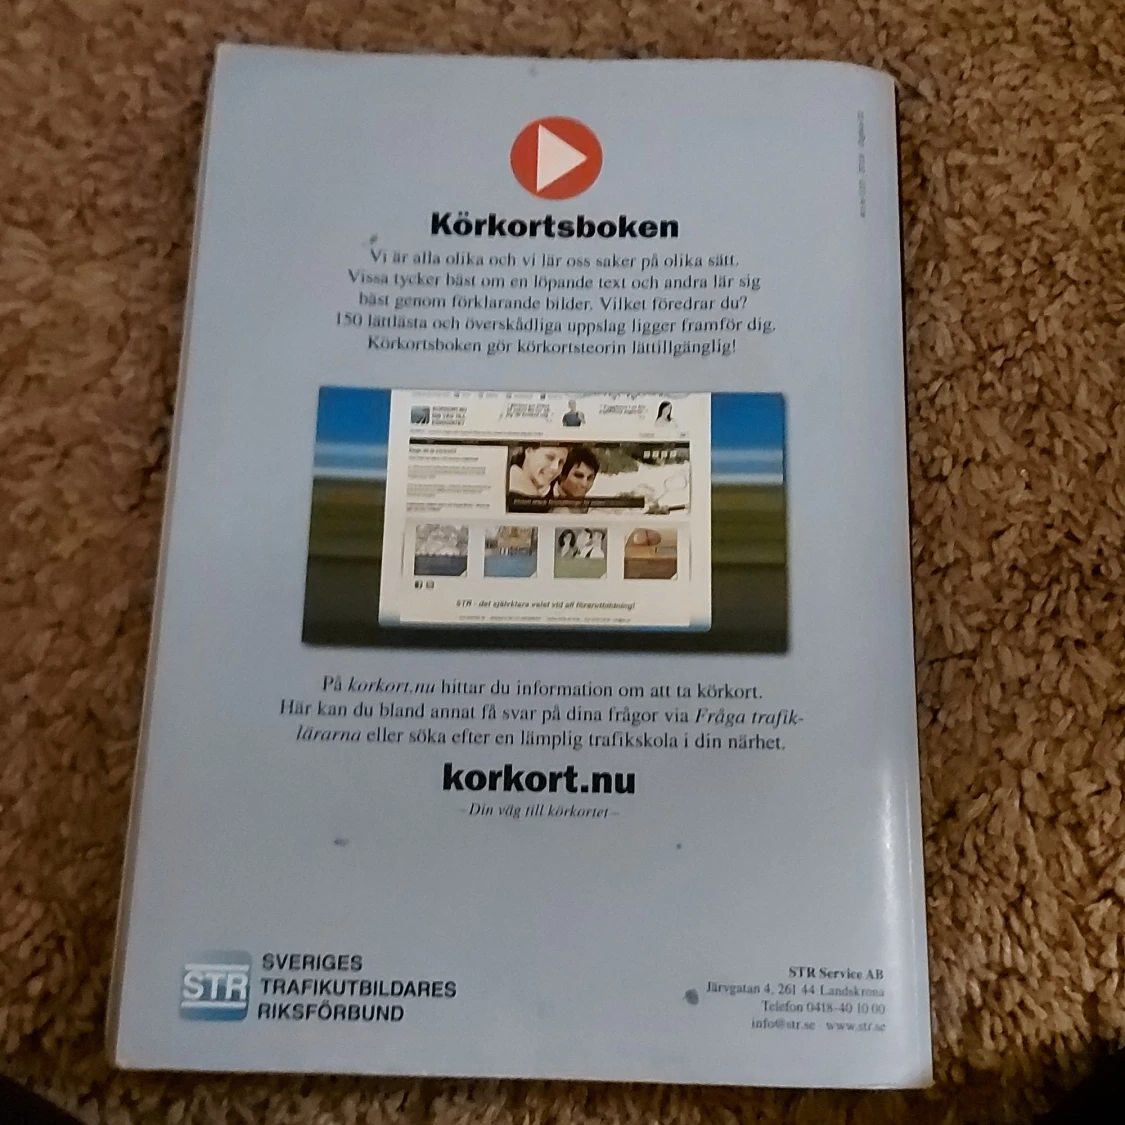 Körkortsboken
Vi är alla olika och vi lär oss saker på olika sätt.
Vissa tycker bäst om en löpande text och andra lär sig
bäst genom förklarande bilder. Vilket föredrar du?
150 lättlästa och överskådliga uppslag ligger framför dig.
Körkortsboken gör körkortsteorin lättillgänglig!
STR - det självklara valet vid all förarutbildning!
På korkort.nu hittar du information om att ta körkort.
Här kan du bland annat få svar på dina frågor via Fråga trafik-
lärarna eller söka efter en lämplig trafikskola i din närhet.
korkort.nu
– Din väg till körkortet –
STR
SVERIGES
TRAFIKUTBILDARES
RIKSFÖRBUND
STR Service AB
Järvgatan 4, 261 44 Landskrona
Telefon 0418-40 10 00
info@str.se · www.str.se